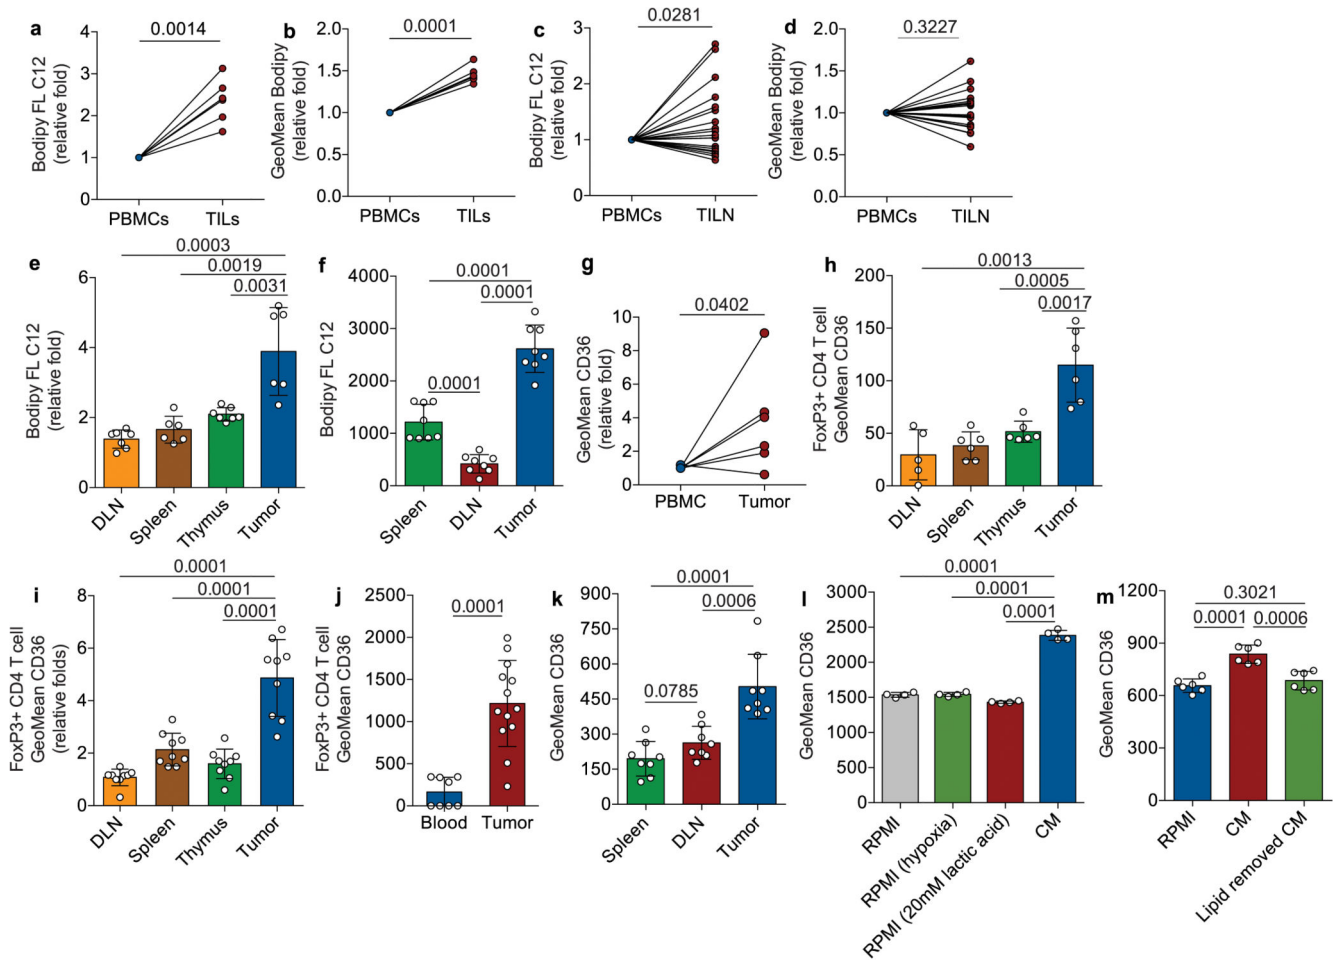 a
0.0014
Bodipy FL C12
(relative fold)
4
3
2
1
0
PBMCs
TILs
b
0.0001
GeoMean Bodipy
(relative fold)
2.0
1.5
1.0
0.5
0.0
PBMCs
TILs
c
0.0281
Bodipy FL C12
(relative fold)
3
2
1
0
PBMCs
TILN
d
0.3227
GeoMean Bodipy
(relative fold)
2.0
1.5
1.0
0.5
0.0
PBMCs
TILN
e
0.0003
0.0019
0.0031
Bodipy FL C12
(relative fold)
6
4
2
0
DLN
Spleen
Thymus
Tumor
f
0.0001
0.0001
0.0001
Bodipy FL C12
4000
3000
2000
1000
0
Spleen
DLN
Tumor
g
0.0402
GeoMean CD36
(relative fold)
10
8
6
4
2
0
PBMC
Tumor
h
0.0013
0.0005
0.0017
FoxP3+ CD4 T cell
GeoMean CD36
200
150
100
50
0
DLN
Spleen
Thymus
Tumor
i
0.0001
0.0001
0.0001
FoxP3+ CD4 T cell
GeoMean CD36
(relative folds)
8
6
4
2
0
DLN
Spleen
Thymus
Tumor
j
0.0001
FoxP3+ CD4 T cell
GeoMean CD36
2500
2000
1500
1000
500
0
Blood
Tumor
k
0.0001
0.0006
0.0785
GeoMean CD36
900
750
600
450
300
150
0
Spleen
DLN
Tumor
l
0.0001
0.0001
0.0001
GeoMean CD36
3000
2500
2000
1500
1000
500
0
RPMI
RPMI (hypoxia)
RPMI (20mM lactic acid)
CM
m
0.3021
0.0001
0.0006
GeoMean CD36
1200
900
600
300
0
RPMI
CM
Lipid removed CM